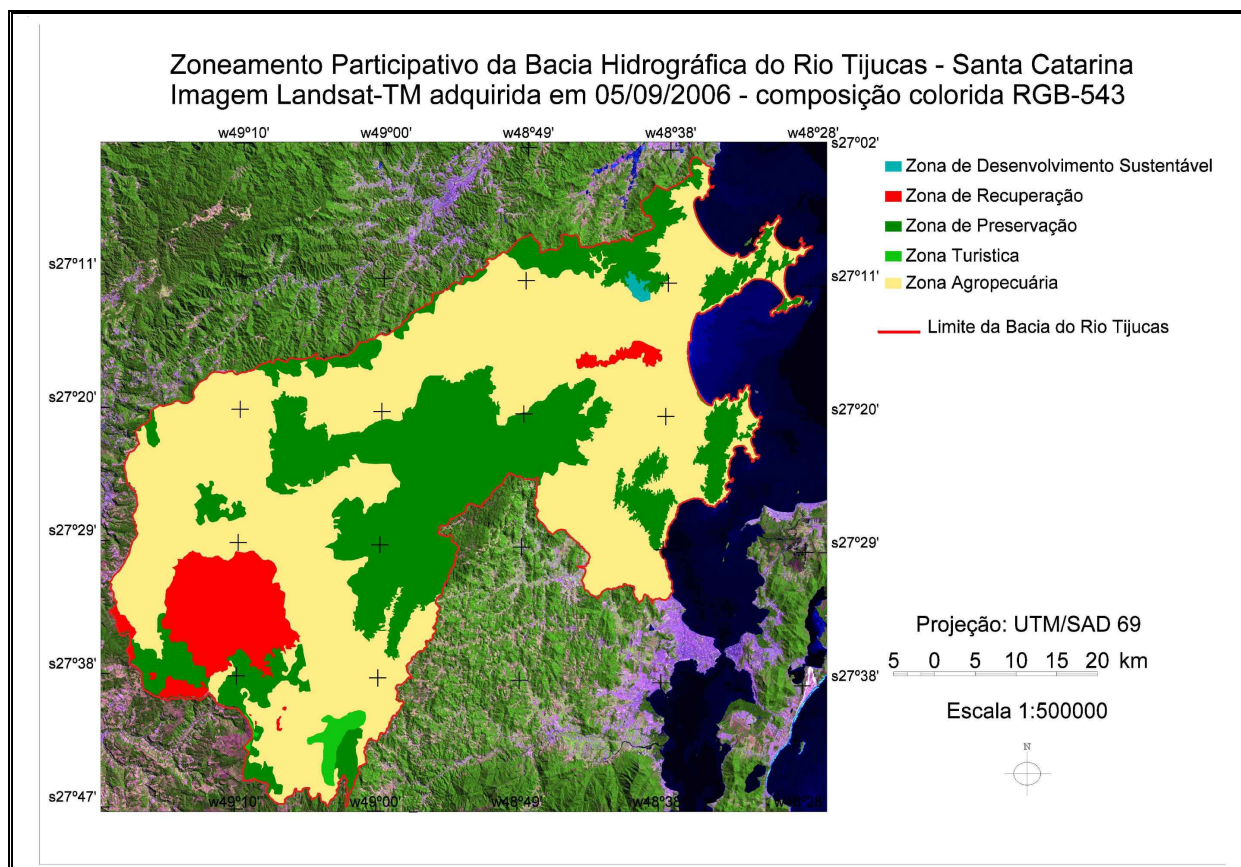 Zoneamento Participativo da Bacia Hidrográfica do Rio Tijucas - Santa Catarina
Imagem Landsat-TM adquirida em 05/09/2006 - composição colorida RGB-543
w49º10' w49º00' w48º49' w48º38' w48º28'
s27º02'
s27º11'
s27º11'
s27º20'
s27º20'
s27º29'
s27º29'
s27º38'
s27º38'
s27º47'
w49º10' w49º00' w48º49' w48º38' w48º28'
Zona de Desenvolvimento Sustentável
Zona de Recuperação
Zona de Preservação
Zona Turistica
Zona Agropecuária
Limite da Bacia do Rio Tijucas
Projeção: UTM/SAD 69
5 0 5 10 15 20 km
Escala 1:500000
N